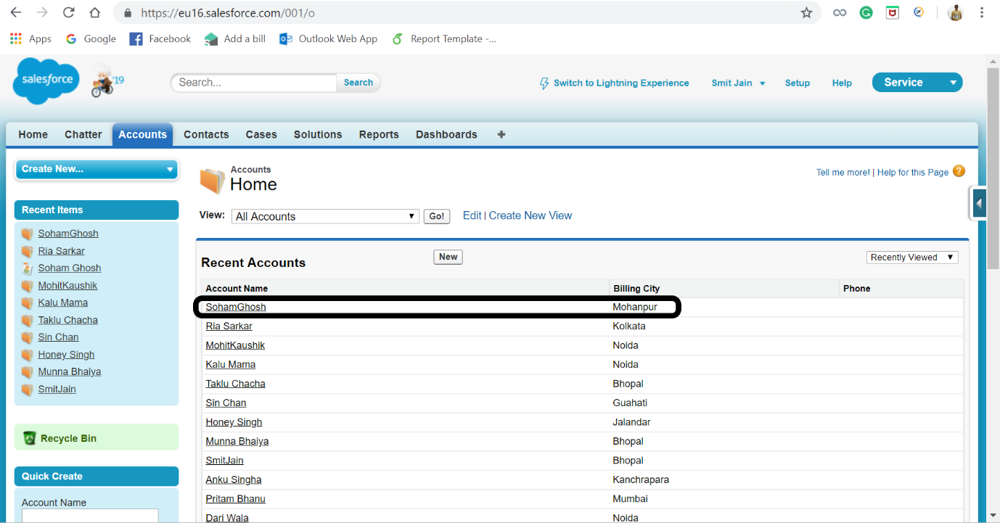 https://eu16.salesforce.com/001/o
Apps Google Facebook Add a bill Outlook Web App Report Template -...
salesforce '19 Search... Search Switch to Lightning Experience Smit Jain Setup Help Service
Home Chatter Accounts Contacts Cases Solutions Reports Dashboards +
Create New...
Recent Items
SohamGhosh
Ria Sarkar
Soham Ghosh
MohitKaushik
Kalu Mama
Taklu Chacha
Sin Chan
Honey Singh
Munna Bhaiya
SmitJain
Recycle Bin
Quick Create
Account Name
Accounts
Home
Tell me more! | Help for this Page ?
View: All Accounts Go! Edit | Create New View
Recent Accounts New Recently Viewed
Account Name Billing City Phone
SohamGhosh Mohanpur
Ria Sarkar Kolkata
MohitKaushik Noida
Kalu Mama Noida
Taklu Chacha Bhopal
Sin Chan Guahati
Honey Singh Jalandar
Munna Bhaiya Bhopal
SmitJain Bhopal
Anku Singha Kanchrapara
Pritam Bhanu Mumbai
Dari Wala Noida